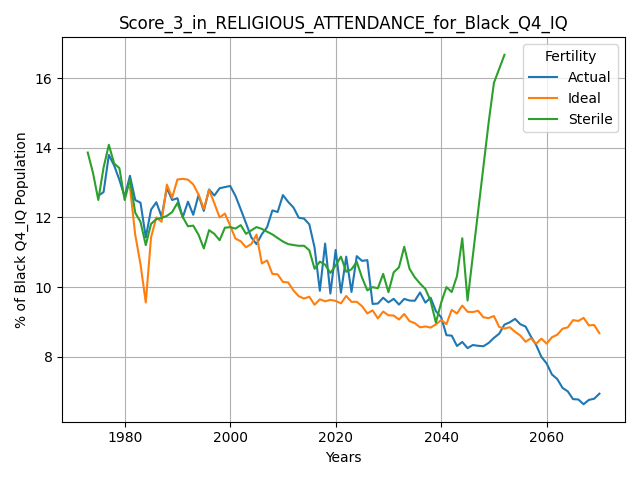 Score_3_in_RELIGIOUS_ATTENDANCE_for_Black_Q4_IQ
% of Black Q4_IQ Population
16
14
12
10
8
Fertility
Actual
Ideal
Sterile
1980
2000
2020
2040
2060
Years